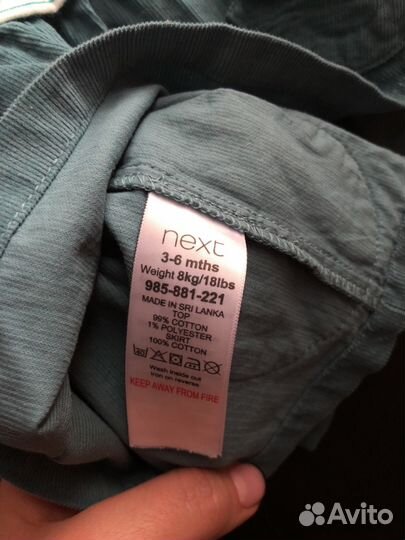 next
3-6 mths
Weight 8kg/18lbs
985-881-221
MADE IN SRI LANKA
TOP
99% COTTON
1% POLYESTER
SKIRT
100% COTTON
Wash inside out
iron on reverse
KEEP AWAY FROM FIRE
Avito